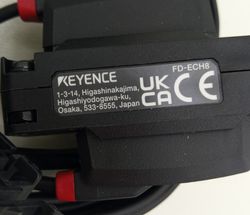 FD-ECH8
KEYENCE
1-3-14, Higashinakajima,
Higashiyodogawa-ku,
Osaka, 533-8555, Japan
UK
CA
CE